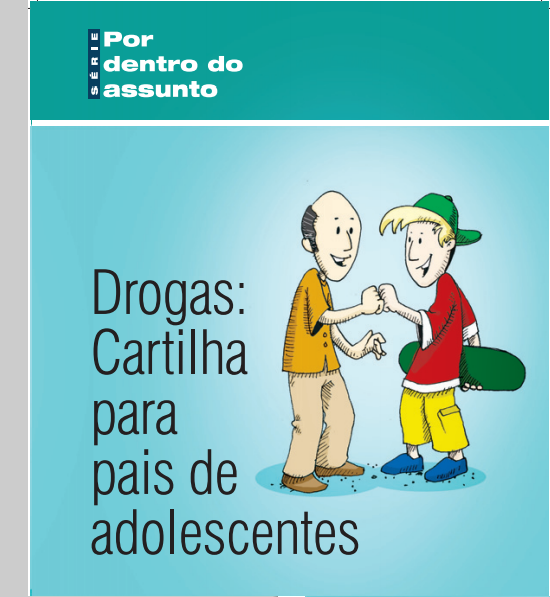 SÉRIE
Por
dentro do
assunto
Drogas:
Cartilha
para
pais de
adolescentes